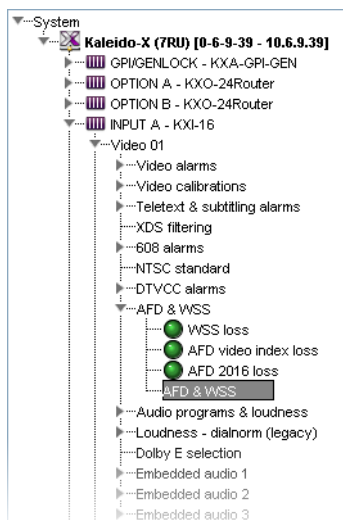 System
Kaleido-X (7RU) [0-6-9-39 - 10.6.9.39]
GPI/GENLOCK - KXA-GPI-GEN
OPTION A - KXO-24Router
OPTION B - KXO-24Router
INPUT A - KXI-16
Video 01
Video alarms
Video calibrations
Teletext & subtitling alarms
XDS filtering
608 alarms
NTSC standard
DTVCC alarms
AFD & WSS
WSS loss
AFD video index loss
AFD 2016 loss
AFD & WSS
Audio programs & loudness
Loudness - dialnorm (legacy)
Dolby E selection
Embedded audio 1
Embedded audio 2
Embedded audio 3